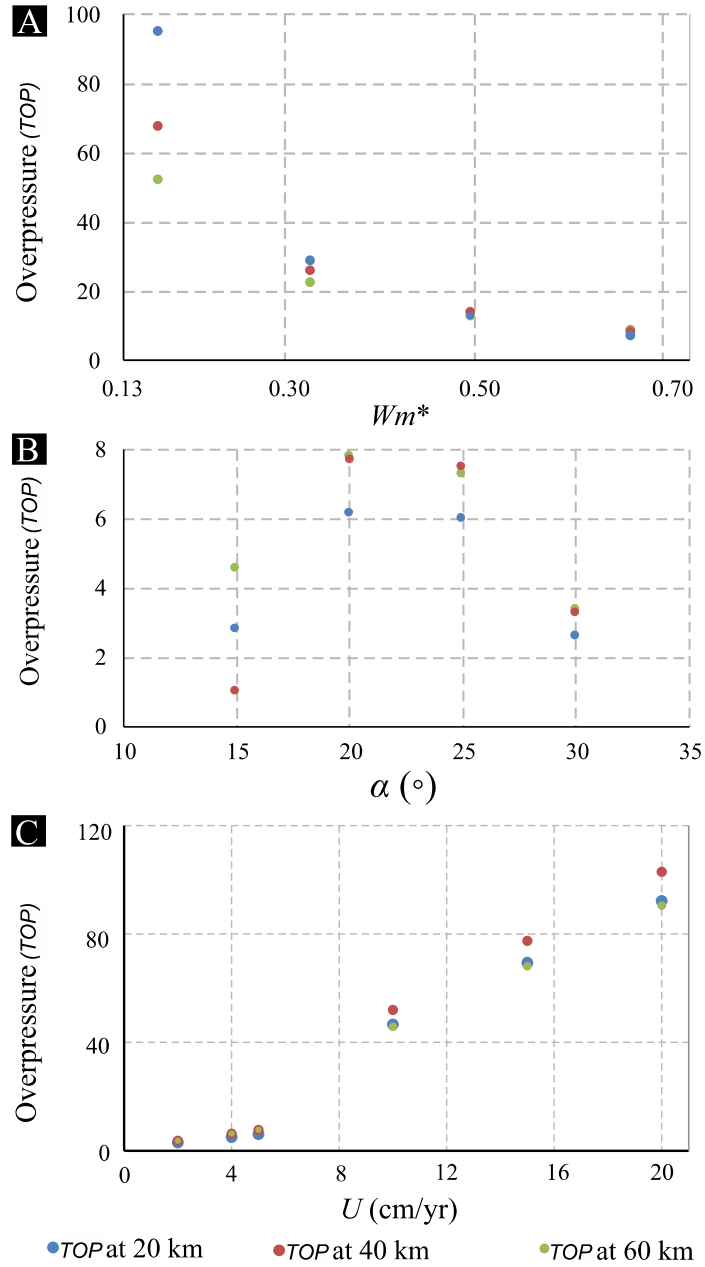 A
Overpressure (TOP)
100
80
60
40
20
0
0.13 0.30 0.50 0.70
Wm*
B
Overpressure (TOP)
8
6
4
2
0
10 15 20 25 30 35
α (°)
C
Overpressure (TOP)
120
80
40
0
0 4 8 12 16 20
U (cm/yr)
TOP at 20 km TOP at 40 km TOP at 60 km